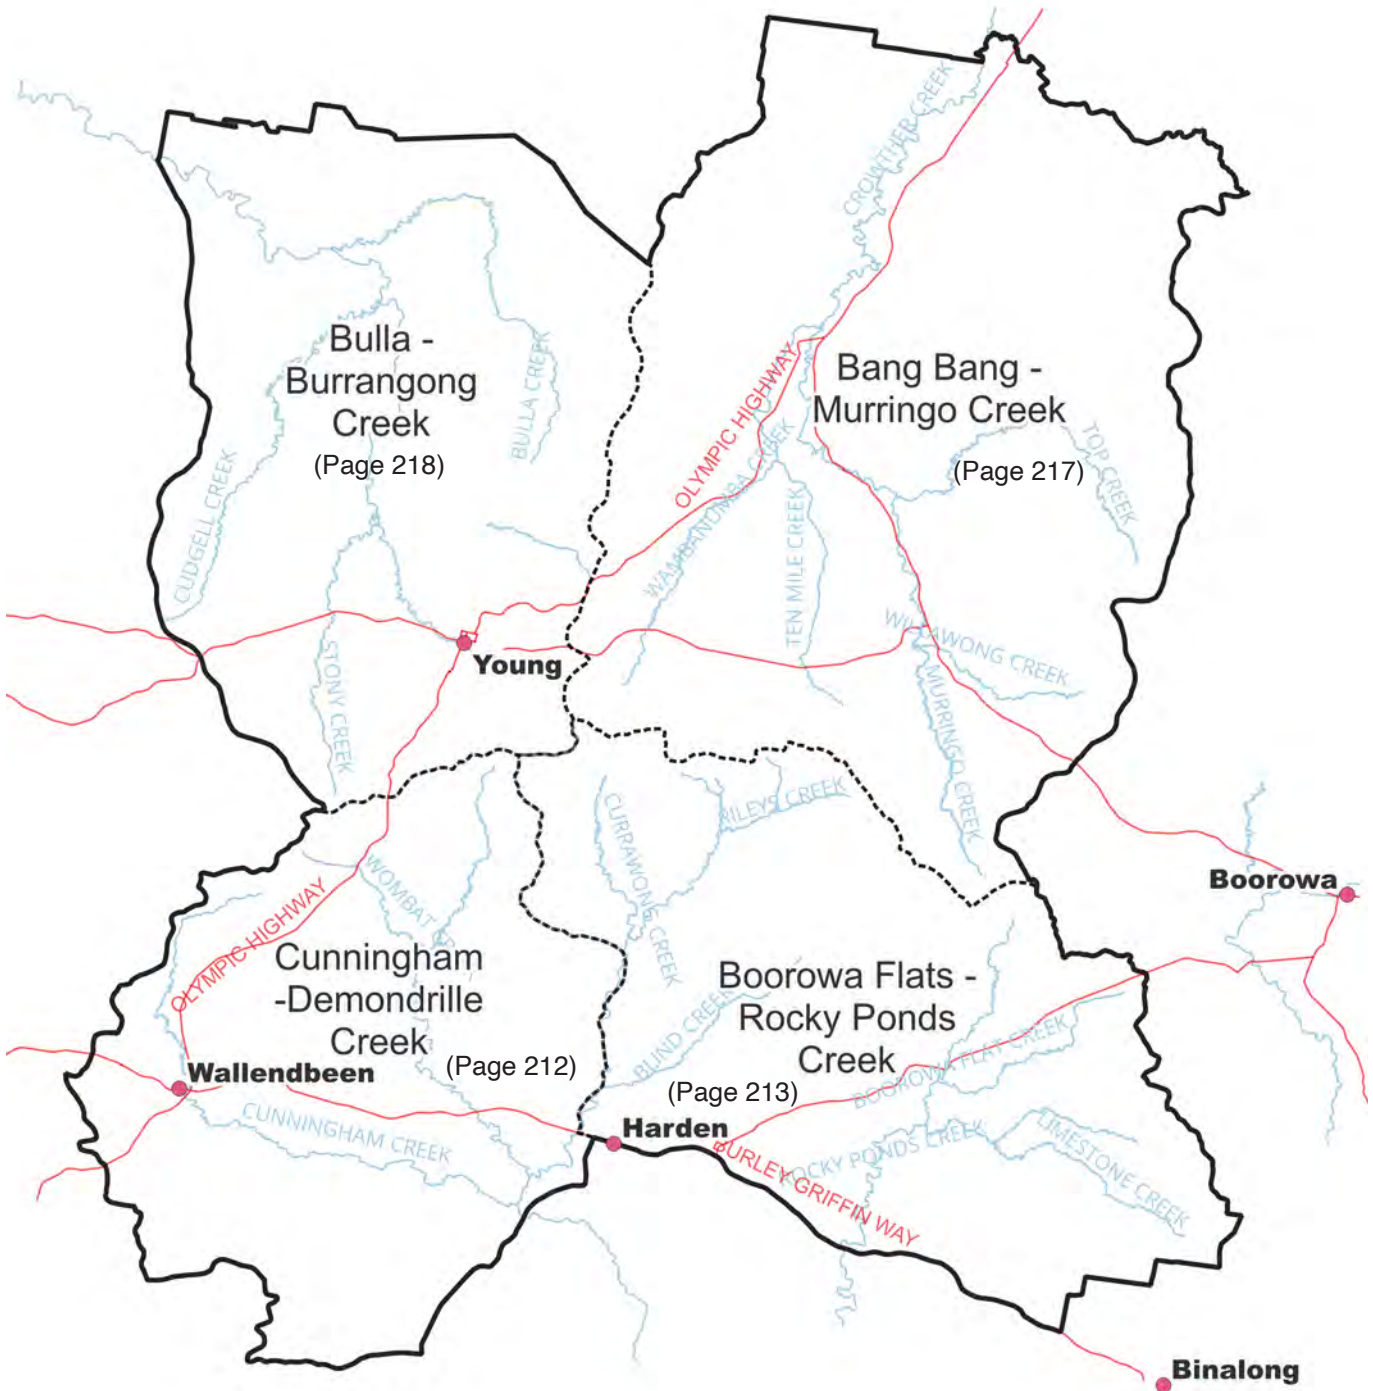 CROWTHER CREEK
Bulla -
Burrangong
Creek
(Page 218)
BULLA CREEK
CUDGELL CREEK
STONY CREEK
Young
OLYMPIC HIGHWAY
Bang Bang -
Murringo Creek
(Page 217)
TOP CREEK
WAMBANUMBA CREEK
TEN MILE CREEK
WILLAWONG CREEK
MURRINGO CREEK
RILEYS CREEK
CURRAWONG CREEK
WOMBAT
OLYMPIC HIGHWAY
Cunningham
-Demondrille
Creek
(Page 212)
Wallendbeen
CUNNINGHAM CREEK
Boorowa
Boorowa Flats -
Rocky Ponds
Creek
(Page 213)
BLIND CREEK
BOOROWA FLAT CREEK
Harden
BURLEY GRIFFIN WAY
ROCKY PONDS CREEK
LIMESTONE CREEK
Binalong